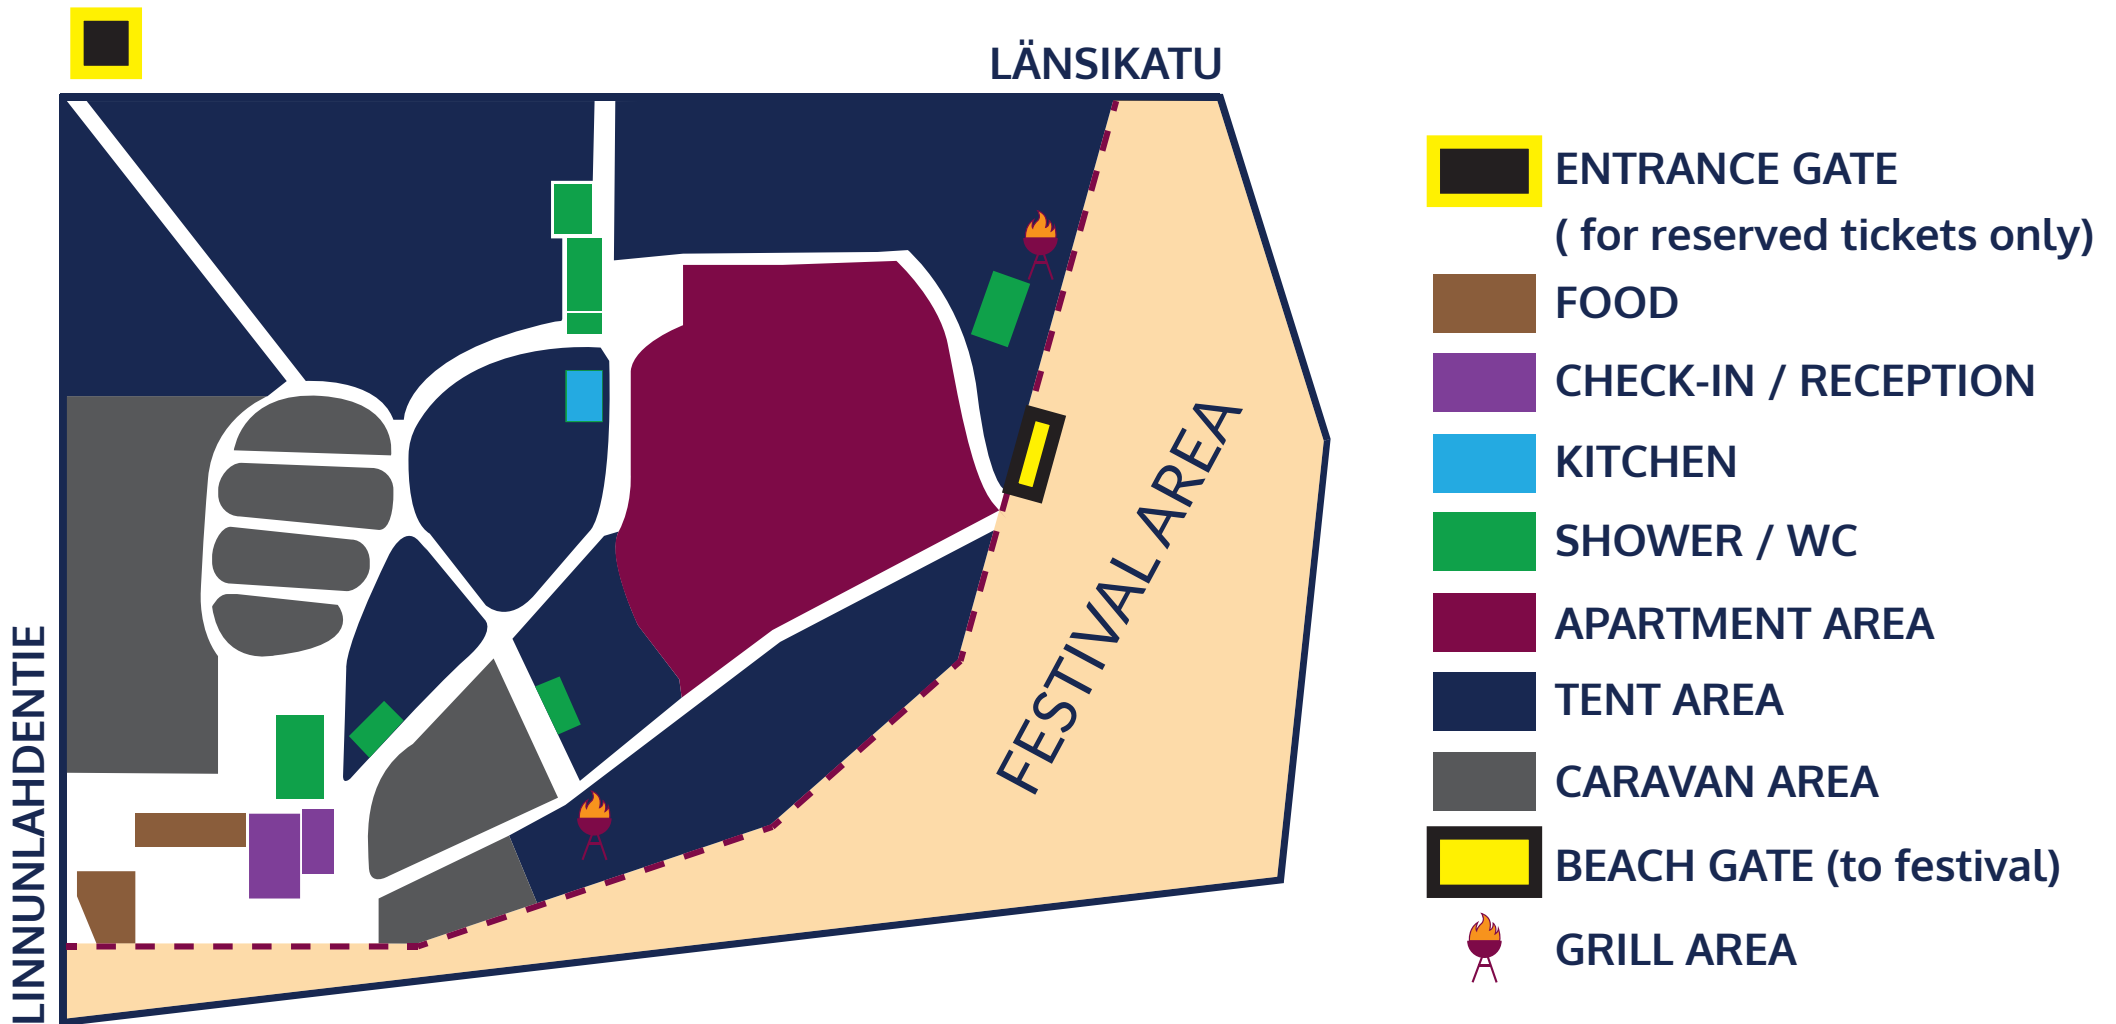 LÄNSIKATU
LINNUNLAHDENTIE
FESTIVAL AREA
ENTRANCE GATE
( for reserved tickets only)
FOOD
CHECK-IN / RECEPTION
KITCHEN
SHOWER / WC
APARTMENT AREA
TENT AREA
CARAVAN AREA
BEACH GATE (to festival)
GRILL AREA